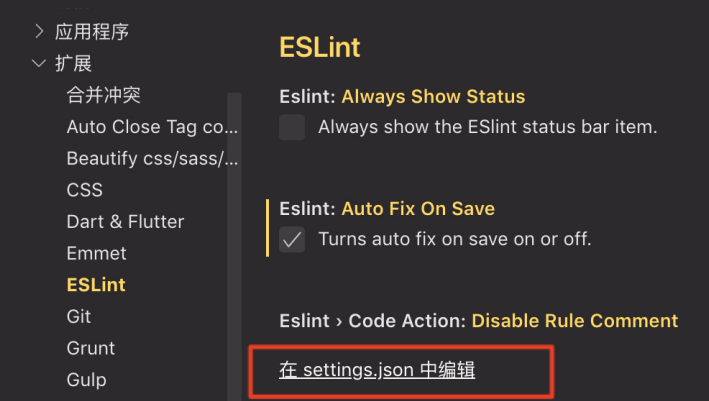 应用程序
扩展
合并冲突
Auto Close Tag co...
Beautify css/sass/...
CSS
Dart & Flutter
Emmet
ESLint
Git
Grunt
Gulp
ESLint
Eslint: Always Show Status
Always show the ESlint status bar item.
Eslint: Auto Fix On Save
Turns auto fix on save on or off.
Eslint › Code Action: Disable Rule Comment
在 settings.json 中编辑